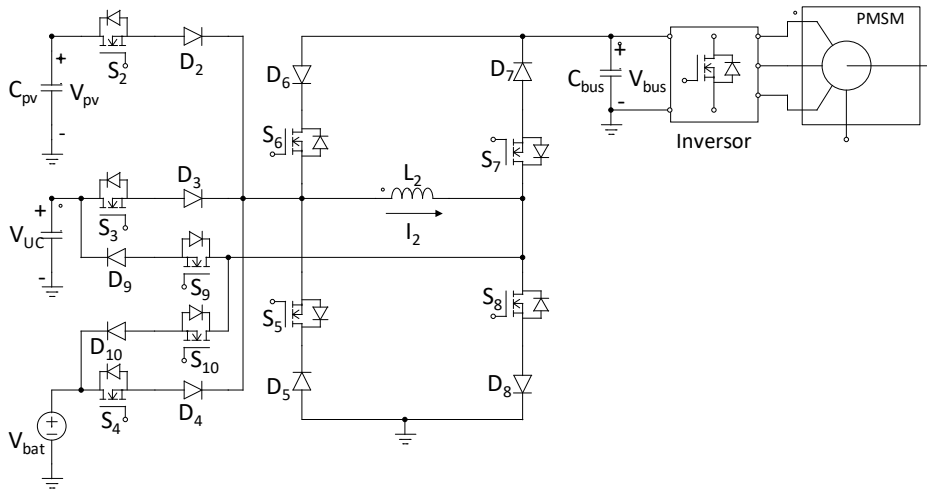 PMSM
S2
D2
D6
D7
Cpv
+
Vpv
-
Cbus
+
Vbus
-
S6
S7
Inversor
D3
L2
+
VUC
-
S3
I2
D9
S9
S5
S8
D10
S10
D5
D8
S4
D4
Vbat
+
-